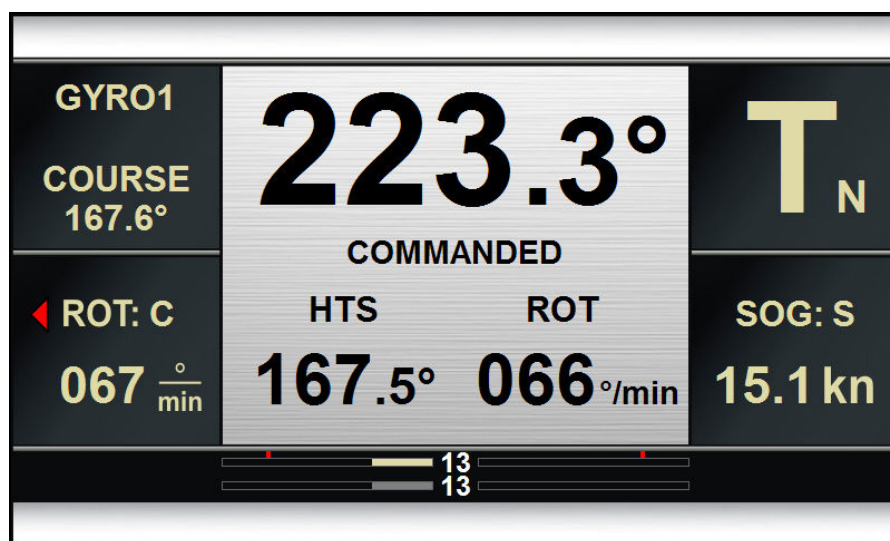 GYRO1
COURSE
167.6°
223.3°
T N
COMMANDED
ROT: C
067 °/min
HTS
ROT
167.5°
066°/min
SOG: S
15.1 kn
13
13